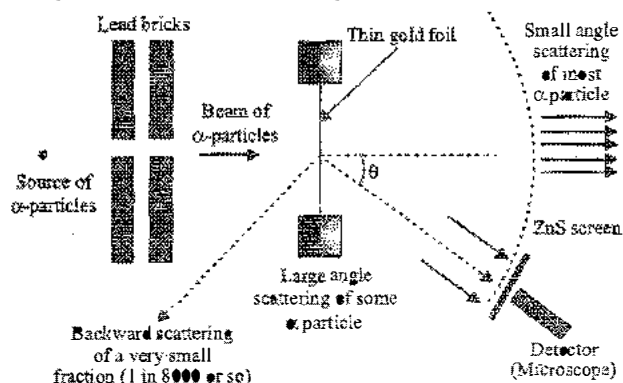 Lead bricks
Thin gold foil
Small angle
scattering
of most
α-particle
Beam of
α-particles
Source of
α-particles
θ
ZnS screen
Large angle
scattering of some
α particle
Backward scattering
of a very small
fraction (1 in 8000 or so)
Detector
(Microscope)